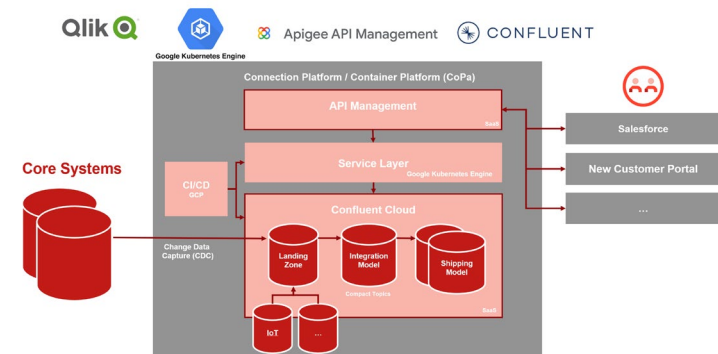 Qlik
Google Kubernetes Engine
Apigee API Management
CONFLUENT
Connection Platform / Container Platform (CoPa)
API Management
SaaS
Salesforce
Service Layer
Google Kubernetes Engine
New Customer Portal
Core Systems
CI/CD
GCP
...
Confluent Cloud
Change Data
Capture (CDC)
Landing
Zone
Integration
Model
Shipping
Model
Compact Topics
SaaS
IoT
...